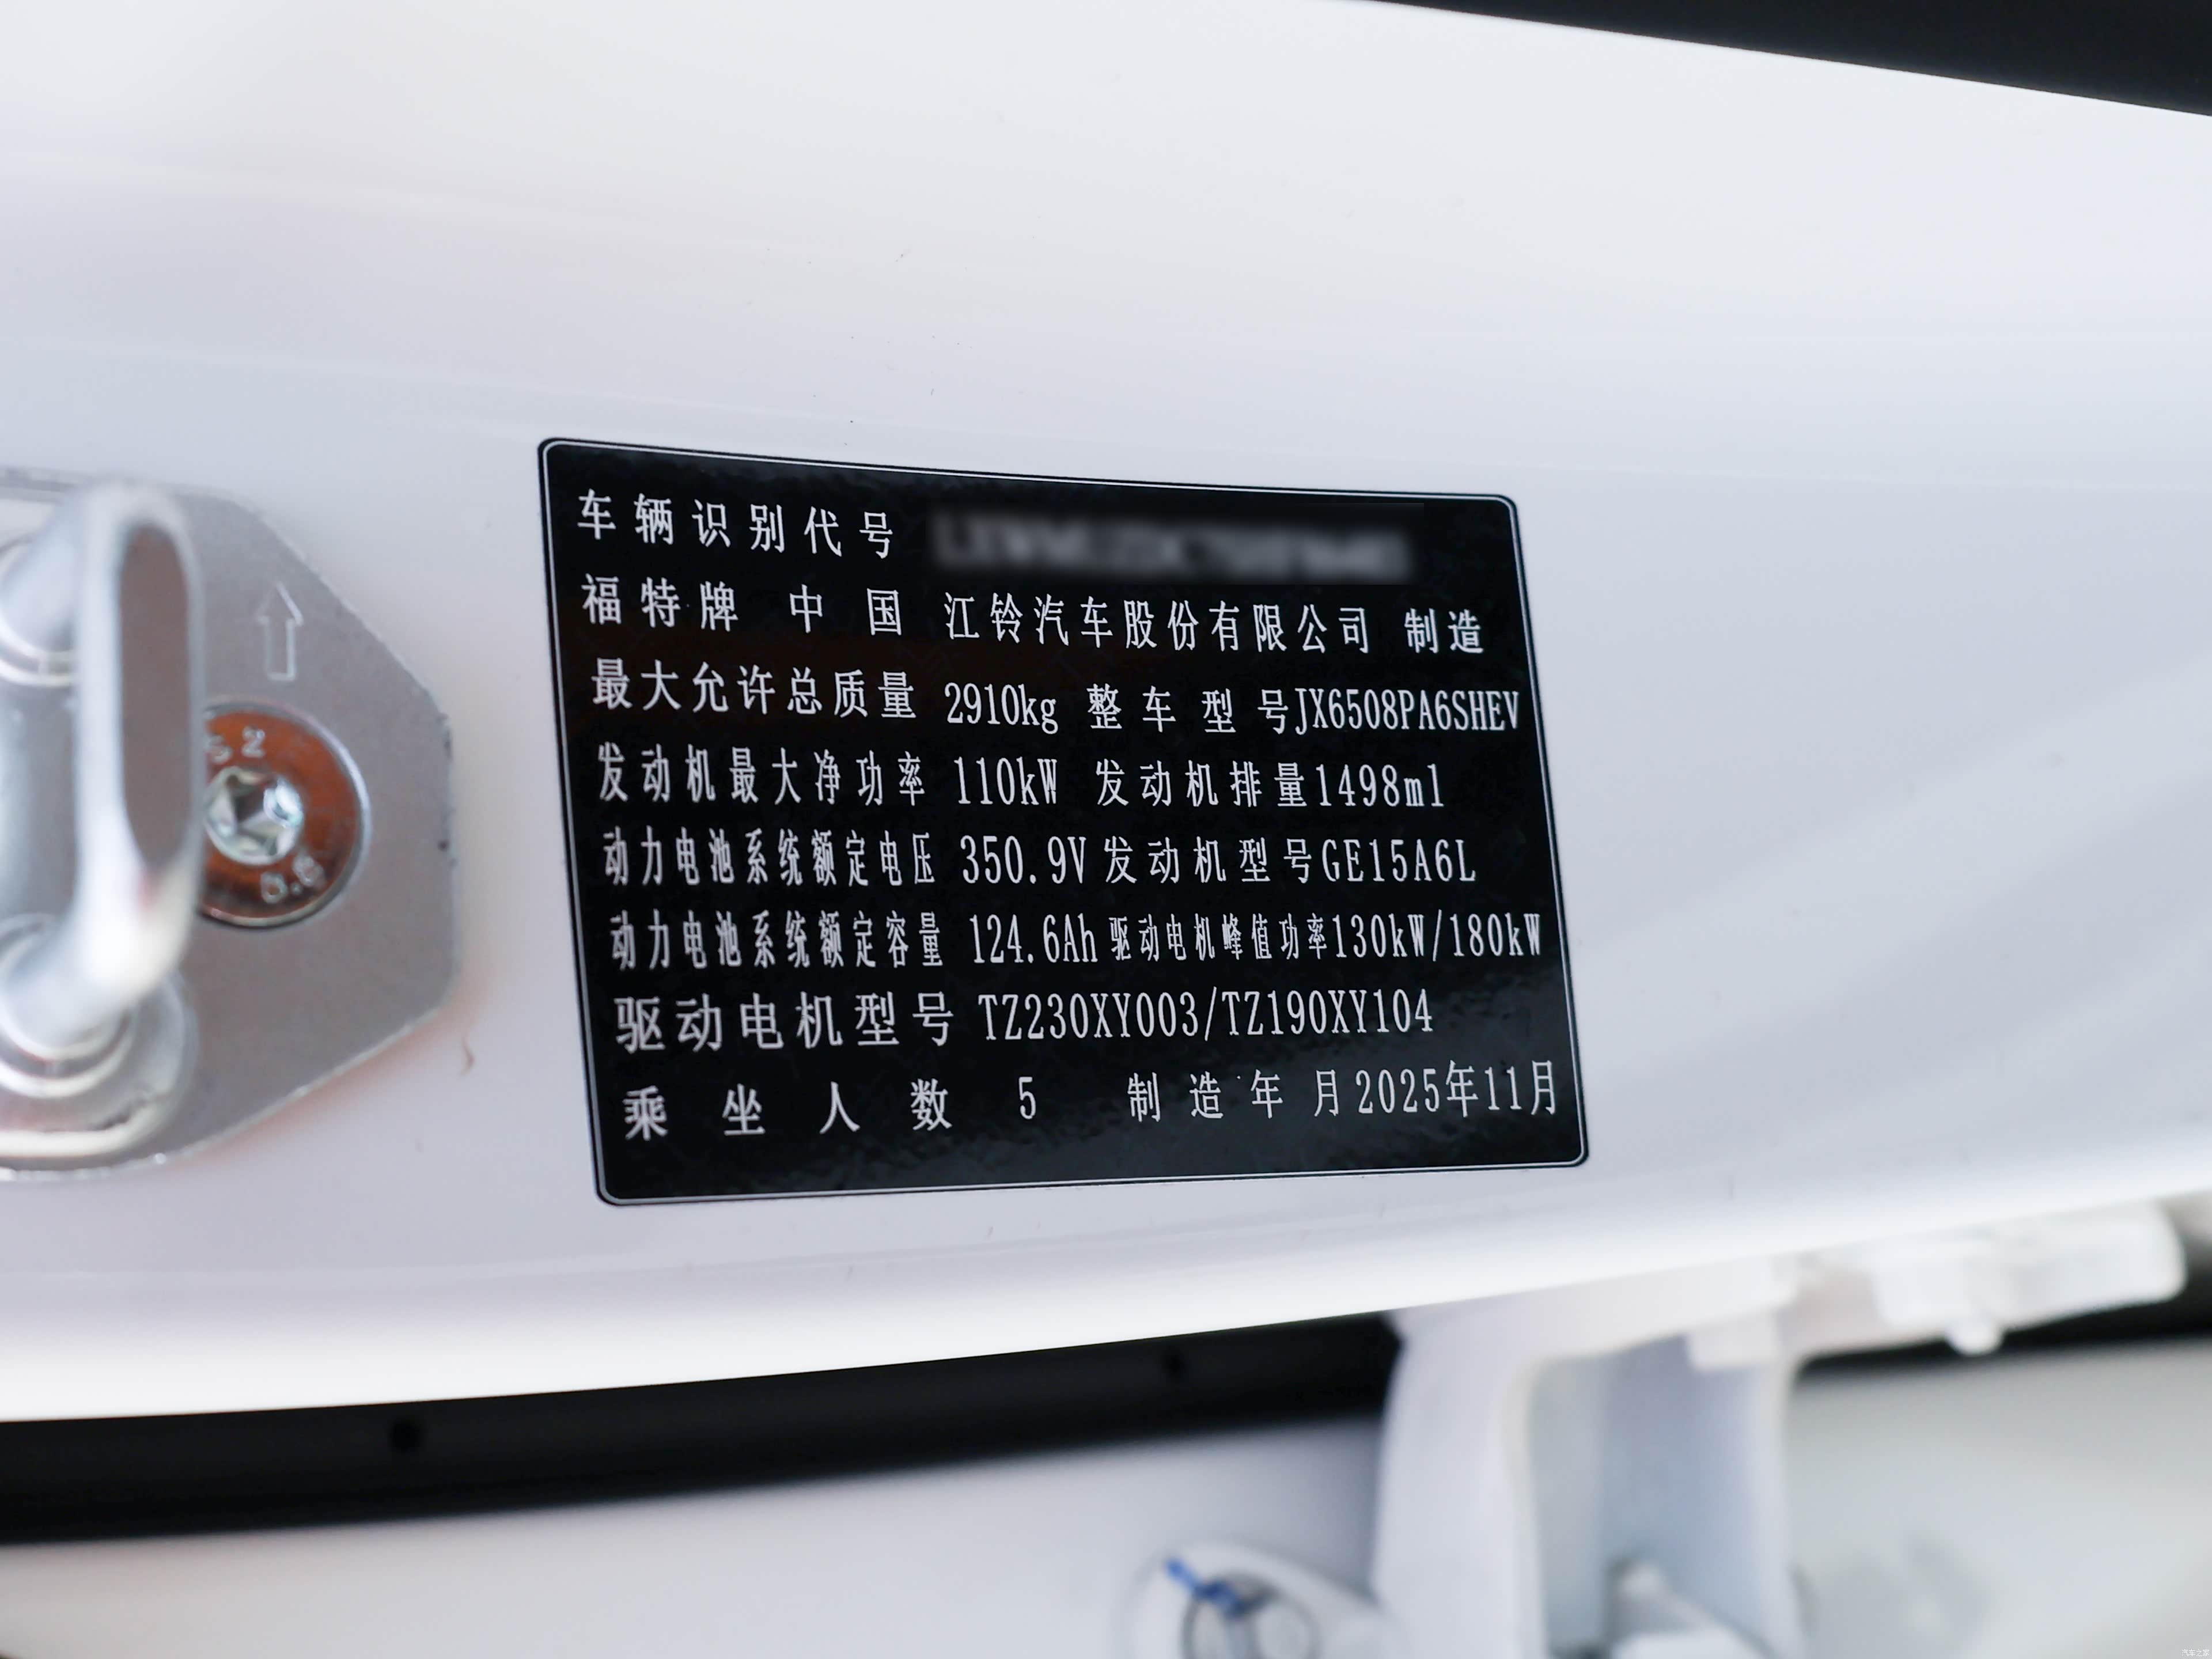 车辆识别代号
福特牌 中国 江铃汽车股份有限公司 制造
最大允许总质量 2910kg 整车型号JX6508PA6SHEV
发动机最大净功率 110kW 发动机排量1498ml
动力电池系统额定电压 350.9V 发动机型号GE15A6L
动力电池系统额定容量 124.6Ah 驱动电机峰值功率130kW/180kW
驱动电机型号 TZ230XY003/TZ190XY104
乘坐人数 5 制造年月2025年11月
汽车之家